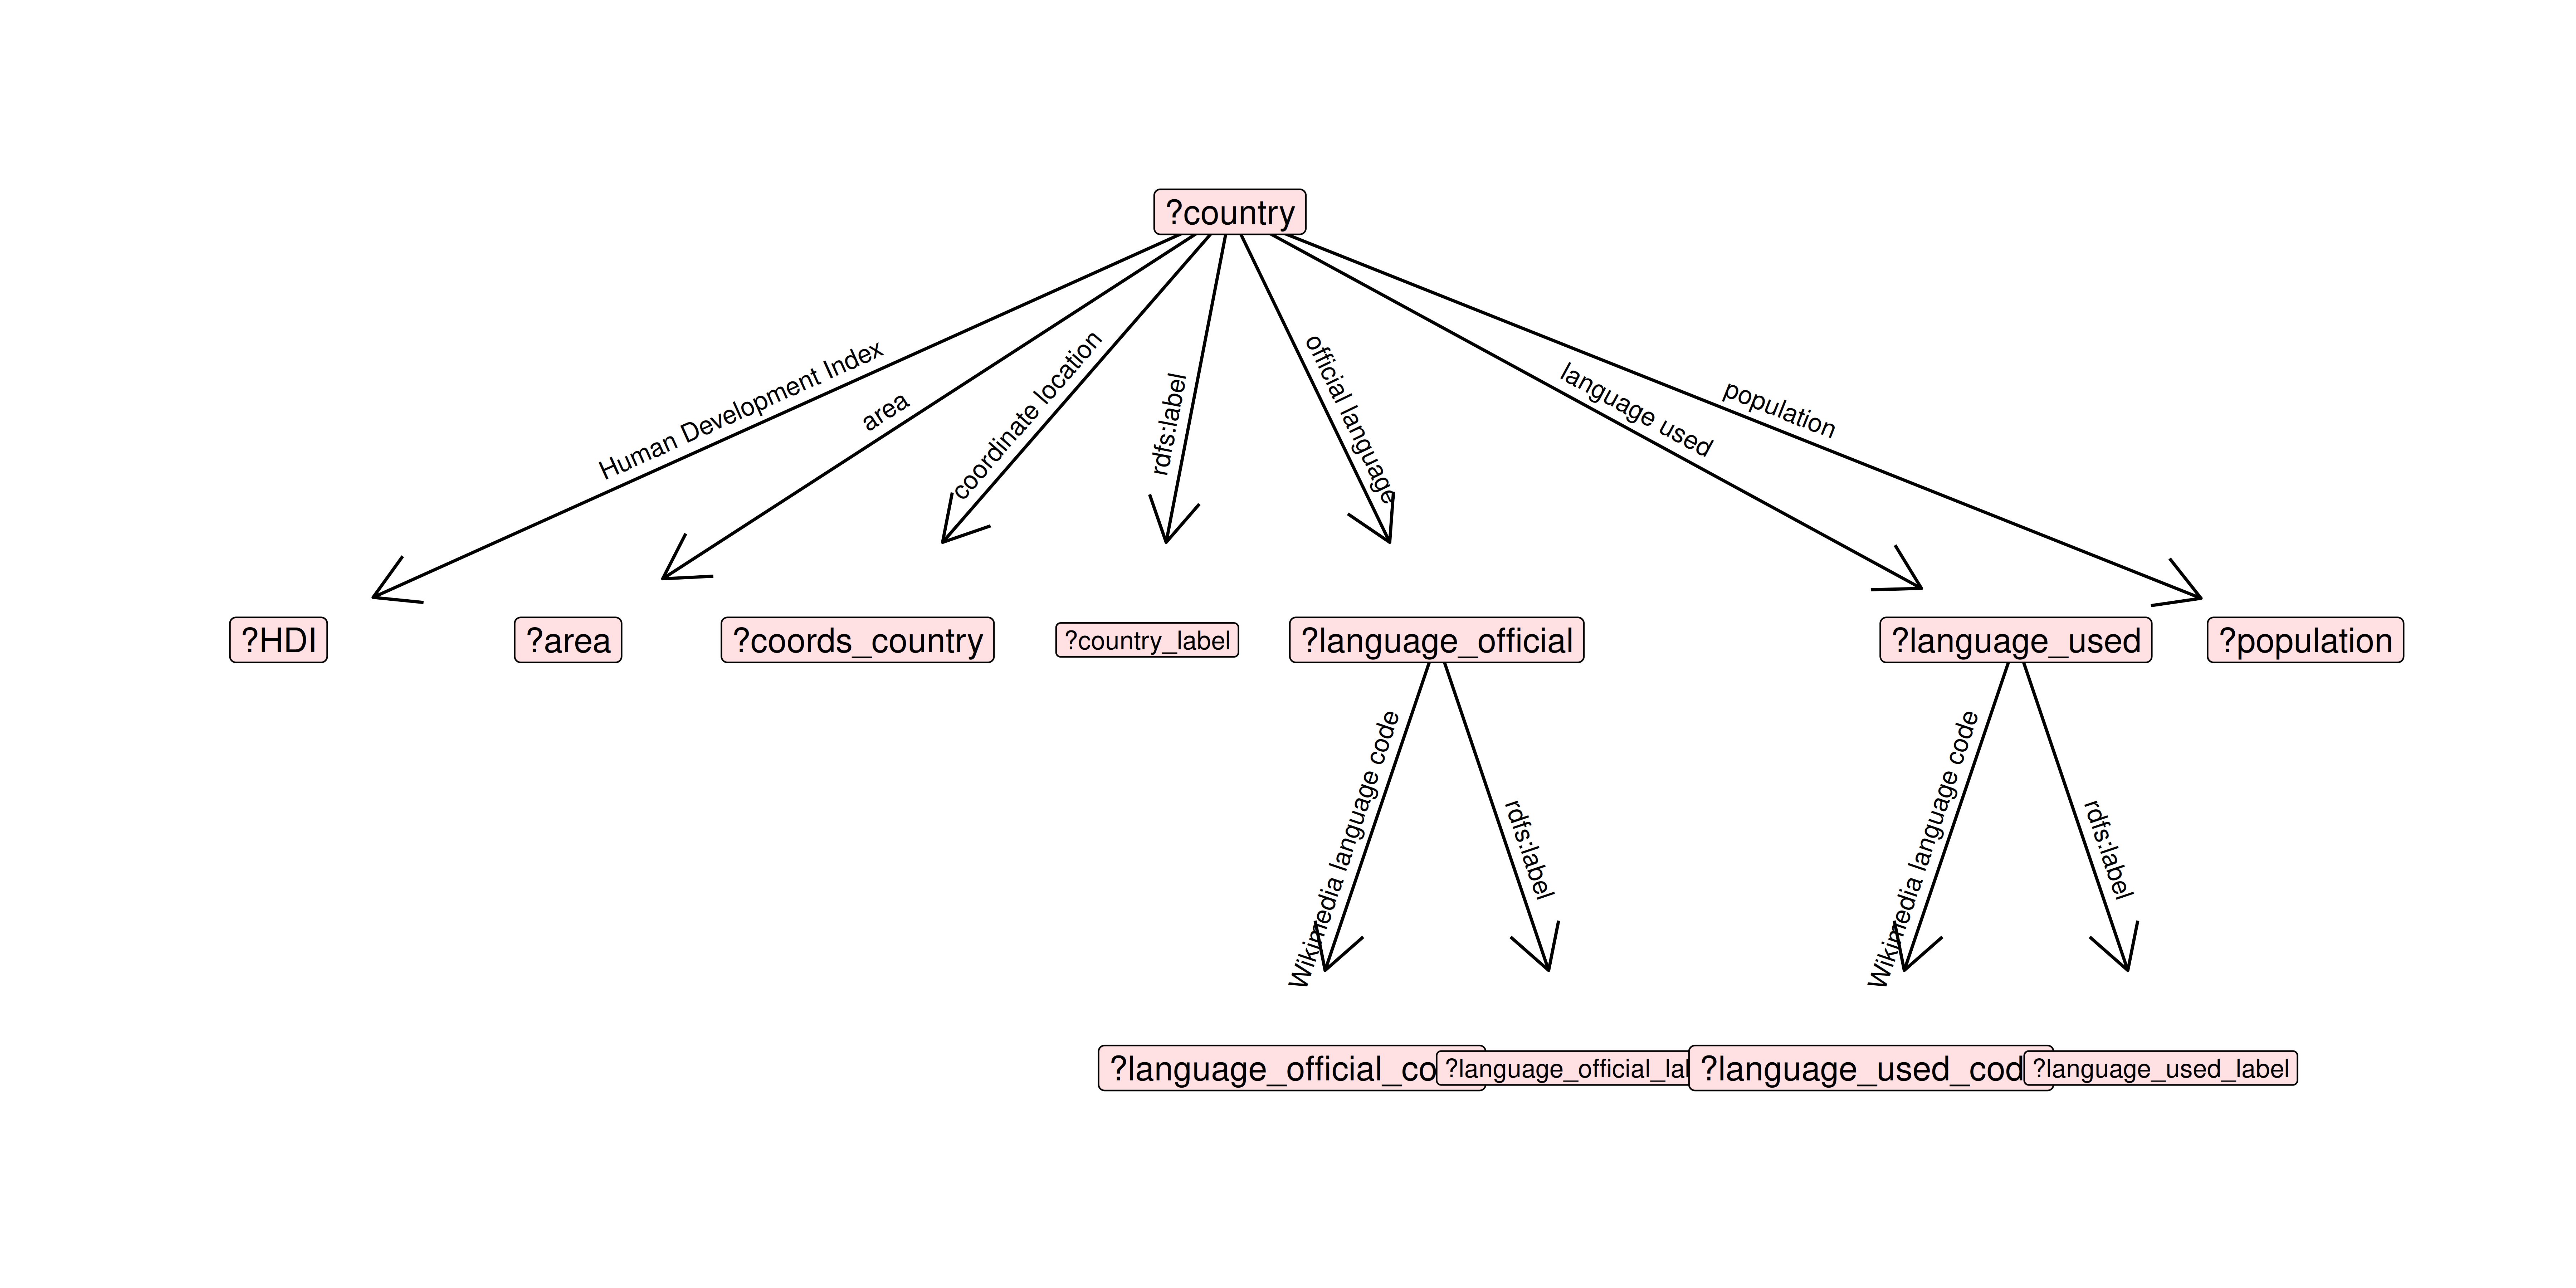 ?country
Human Development Index
area
coordinate location
rdfs:label
official language
language used
population
?HDI
?area
?coords_country
?country_label
?language_official
?language_used
?population
Wikimedia language code
rdfs:label
Wikimedia language code
rdfs:label
?language_official_co
?language_official_lal
?language_used_cod
?language_used_label